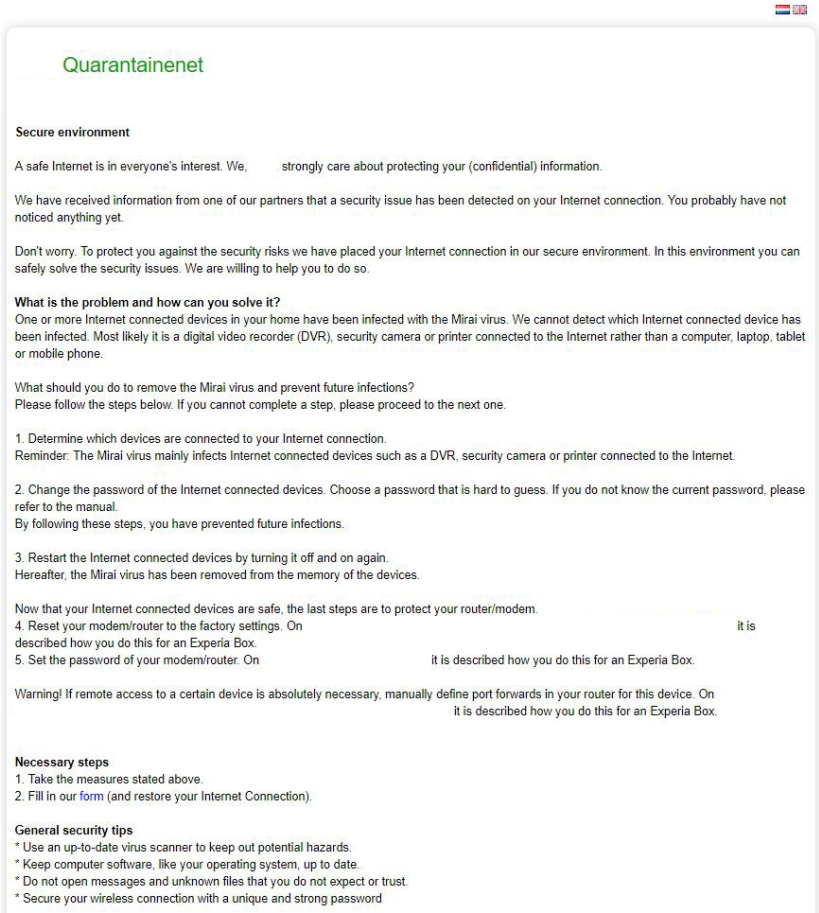 Quarantainenet
Secure environment
A safe Internet is in everyone's interest. We, strongly care about protecting your (confidential) information.
We have received information from one of our partners that a security issue has been detected on your Internet connection. You probably have not
noticed anything yet.
Don't worry. To protect you against the security risks we have placed your Internet connection in our secure environment. In this environment you can
safely solve the security issues. We are willing to help you to do so.
What is the problem and how can you solve it?
One or more Internet connected devices in your home have been infected with the Mirai virus. We cannot detect which Internet connected device has
been infected. Most likely it is a digital video recorder (DVR), security camera or printer connected to the Internet rather than a computer, laptop, tablet
or mobile phone.
What should you do to remove the Mirai virus and prevent future infections?
Please follow the steps below. If you cannot complete a step, please proceed to the next one.
1. Determine which devices are connected to your Internet connection.
Reminder: The Mirai virus mainly infects Internet connected devices such as a DVR, security camera or printer connected to the Internet.
2. Change the password of the Internet connected devices. Choose a password that is hard to guess. If you do not know the current password, please
refer to the manual.
By following these steps, you have prevented future infections.
3. Restart the Internet connected devices by turning it off and on again.
Hereafter, the Mirai virus has been removed from the memory of the devices.
Now that your Internet connected devices are safe, the last steps are to protect your router/modem.
4. Reset your modem/router to the factory settings. On it is
described how you do this for an Experia Box.
5. Set the password of your modem/router. On it is described how you do this for an Experia Box.
Warning! If remote access to a certain device is absolutely necessary, manually define port forwards in your router for this device. On
it is described how you do this for an Experia Box.
Necessary steps
1. Take the measures stated above.
2. Fill in our form (and restore your Internet Connection).
General security tips
* Use an up-to-date virus scanner to keep out potential hazards.
* Keep computer software, like your operating system, up to date.
* Do not open messages and unknown files that you do not expect or trust.
* Secure your wireless connection with a unique and strong password